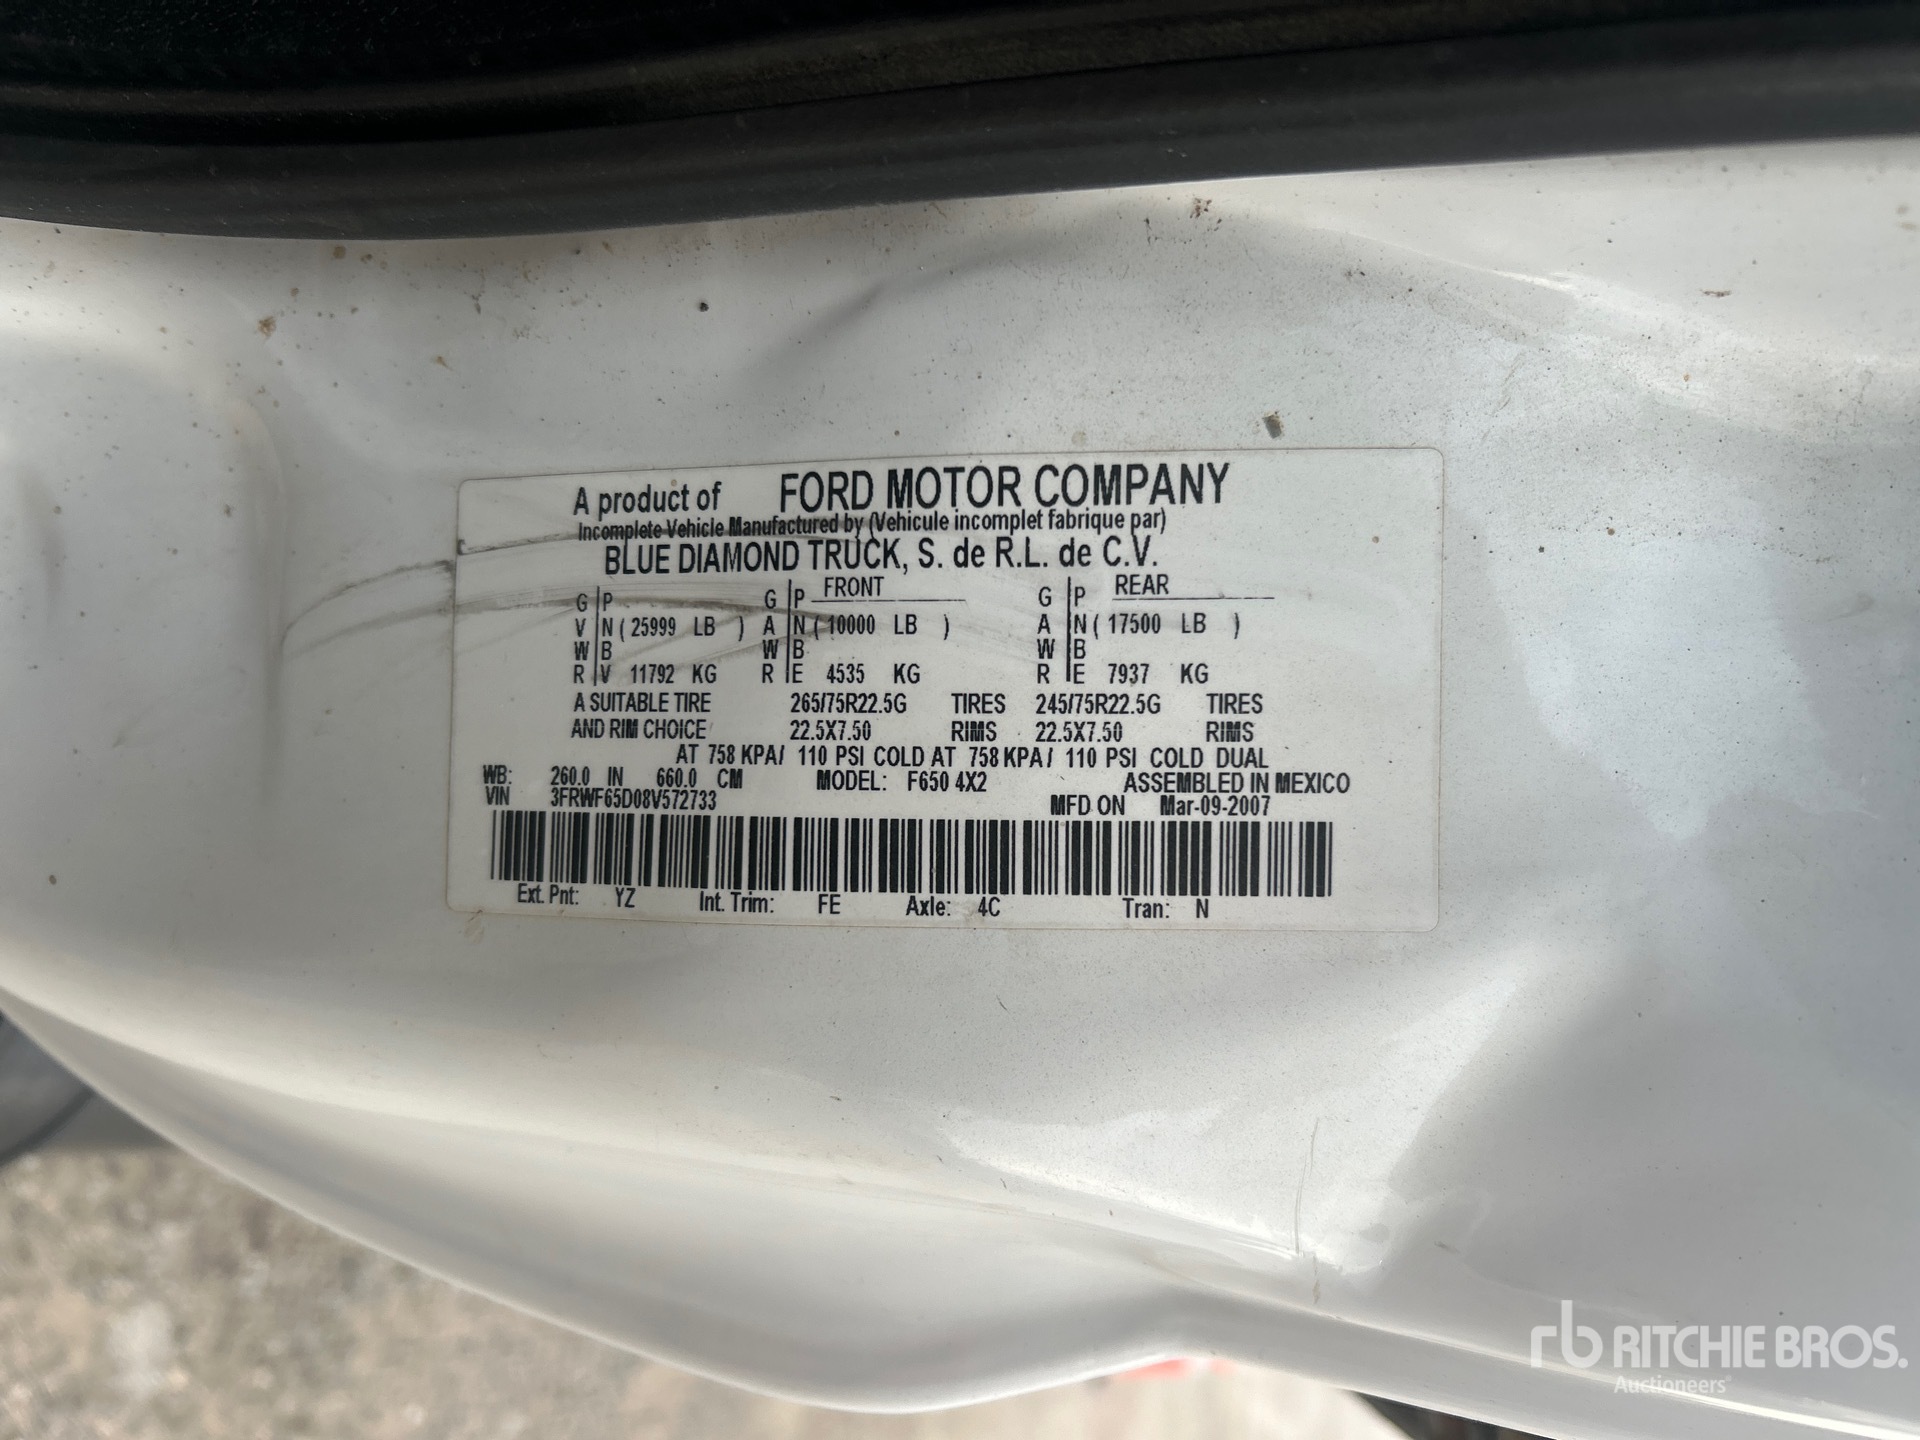 A product of FORD MOTOR COMPANY
Incomplete Vehicle Manufactured by (Vehicule incomplet fabrique par)
BLUE DIAMOND TRUCK, S. de R.L. de C.V.
G P G P FRONT G P REAR
V N ( 25999 LB ) A N ( 10000 LB ) A N ( 17500 LB )
W B W B W B
R V 11792 KG R E 4535 KG R E 7937 KG
A SUITABLE TIRE 265/75R22.5G TIRES 245/75R22.5G TIRES
AND RIM CHOICE 22.5X7.50 RIMS 22.5X7.50 RIMS
AT 758 KPA/ 110 PSI COLD AT 758 KPA/ 110 PSI COLD DUAL
WB: 260.0 IN 660.0 CM MODEL: F650 4X2 ASSEMBLED IN MEXICO
VIN 3FRWF65D08V572733 MFD ON Mar-09-2007
Ext. Pnt: YZ Int. Trim: FE Axle: 4C Tran: N
rb RITCHIE BROS.
Auctioneers